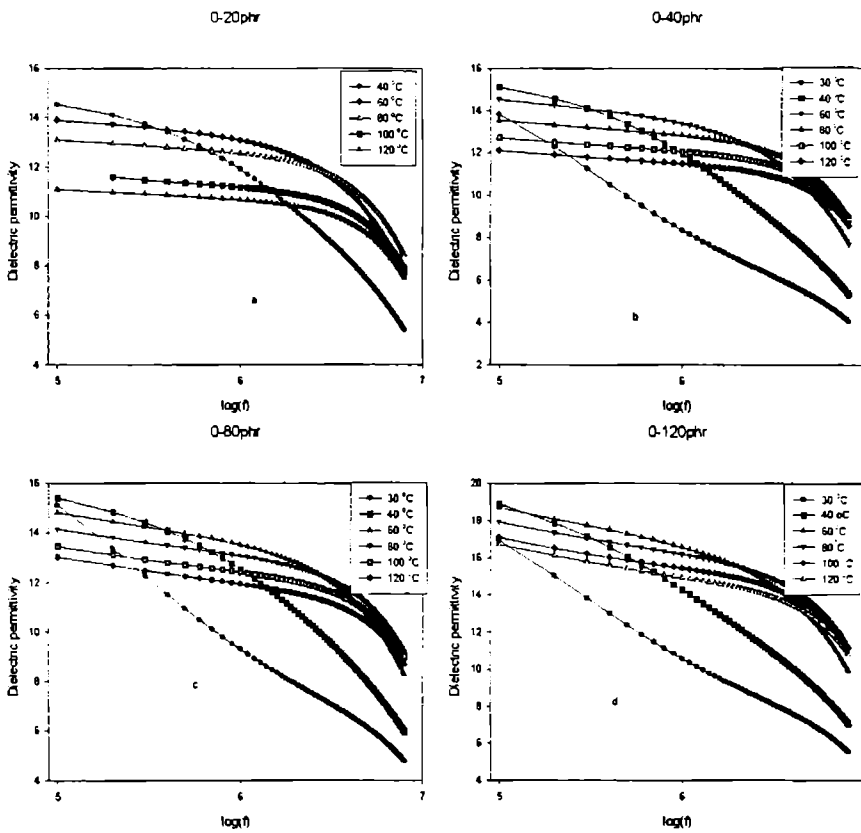 0-20phr
16
14
12
10
8
6
4
5
6
7
Dielectric permittivity
log(f)
40 °C
60 °C
80 °C
100 °C
120 °C
a
0-40phr
16
14
12
10
8
6
4
2
5
6
Dielectric permittivity
log(f)
30 °C
40 °C
60 °C
80 °C
100 °C
120 °C
b
0-80phr
16
14
12
10
8
6
4
5
6
7
Dielectric permittivity
log(f)
30 °C
40 °C
60 °C
80 °C
100 °C
120 °C
c
0-120phr
20
18
16
14
12
10
8
6
4
5
6
Dielectric permittivity
log(f)
30 °C
40 oC
60 °C
80 °C
100 °C
120 °C
d